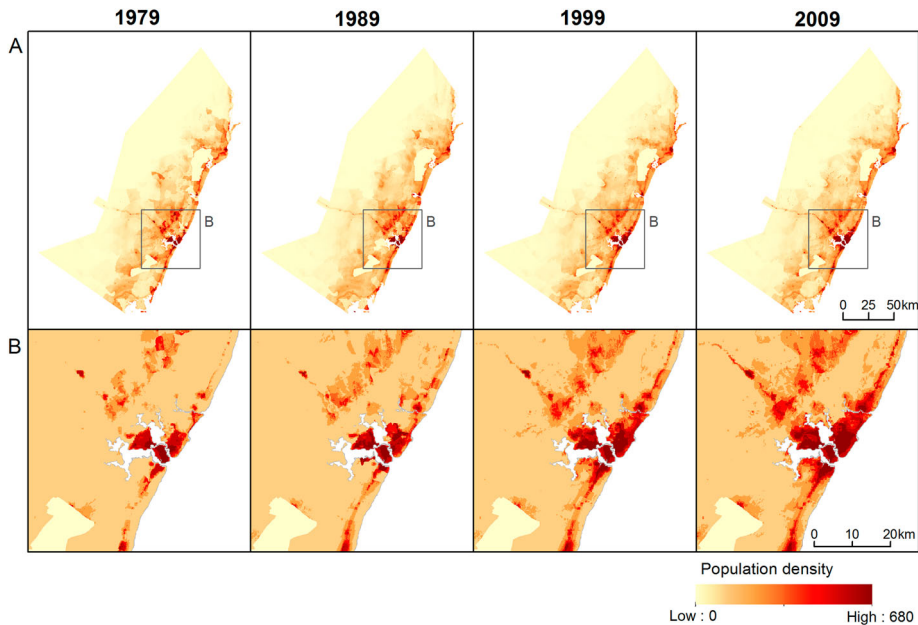 1979 1989 1999 2009
A
B B B B
0 25 50km
B
0 10 20km
Population density
Low : 0 High : 680